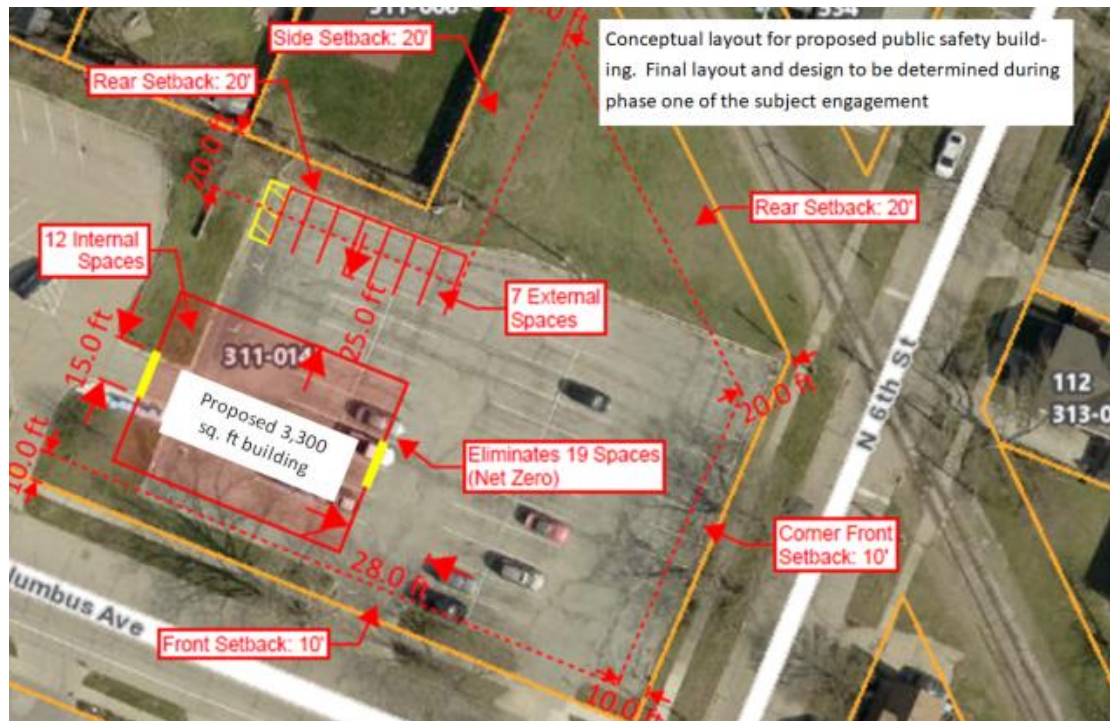 311-008
334
Side Setback: 20'
Conceptual layout for proposed public safety build-
ing. Final layout and design to be determined during
phase one of the subject engagement
Rear Setback: 20'
20.0 ft
Rear Setback: 20'
12 Internal
Spaces
7 External
Spaces
25.0 ft
311-014
15.0 ft
Proposed 3,300
sq. ft building
20.0 ft
N 6th St
112
Eliminates 19 Spaces
(Net Zero)
10.0 ft
Corner Front
Setback: 10'
28.0 ft
Front Setback: 10'
Ave
10.0 ft